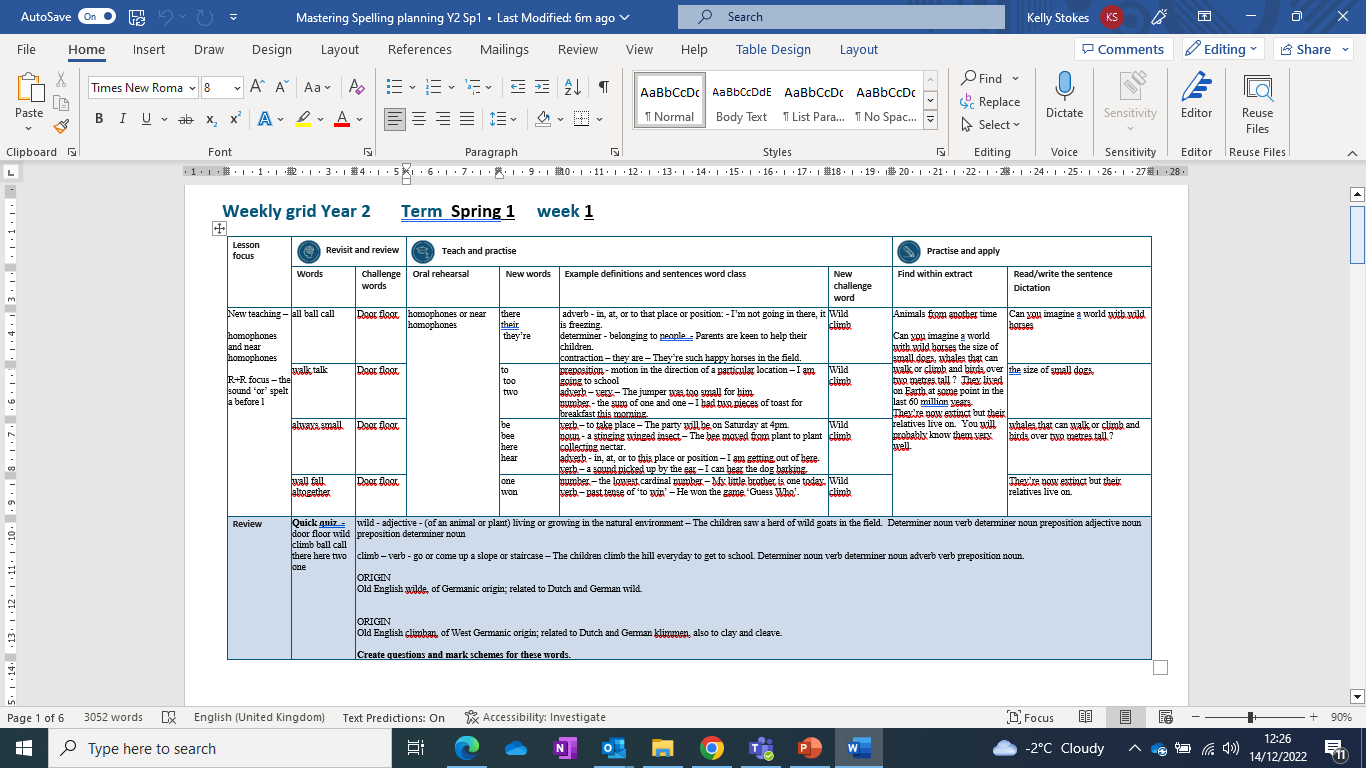 AutoSave On Mastering Spelling planning Y2 Sp1 • Last Modified: 6m ago Search Kelly Stokes KS
File Home Insert Draw Design Layout References Mailings Review View Help Table Design Layout Comments Editing Share
Times New Roma 8 Aa
Paste
B I U ab x₂ x² A A
AaBbCcDc AaBbCcDdE AaBbCcDc AaBbCcDc
¶ Normal Body Text ¶ List Para... ¶ No Spac...
Find
Replace
Select
Dictate Sensitivity Editor Reuse Files
Clipboard Font Paragraph Styles Editing Voice Sensitivity Editor Reuse Files
Weekly grid Year 2 Term Spring 1 week 1
Lesson focus
Revisit and review
Teach and practise
Practise and apply
Words
Challenge words
Oral rehearsal
New words
Example definitions and sentences word class
New challenge word
Find within extract
Read/write the sentence
Dictation
New teaching –
homophones
and near
homophones
R+R focus – the
sound ‘or’ spelt
a before l
all ball call
Door floor
homophones or near
homophones
there
their
they’re
adverb - in, at, or to that place or position: - I’m not going in there, it
is freezing.
determiner - belonging to people - Parents are keen to help their
children.
contraction – they are – They’re such happy horses in the field.
Wild
climb
Animals from another time
Can you imagine a world
with wild horses the size of
small dogs, whales that can
walk or climb and birds over
two metres tall ? They lived
on Earth at some point in the
last 60 million years.
They’re now extinct but their
relatives live on. You will
probably know them very
well.
Can you imagine a world with wild
horses
walk talk
Door floor
to
too
two
preposition - motion in the direction of a particular location – I am
going to school
adverb – very – The jumper was too small for him.
number - the sum of one and one – I had two pieces of toast for
breakfast this morning.
Wild
climb
the size of small dogs,
always small
Door floor
be
bee
here
hear
verb – to take place – The party will be on Saturday at 4pm.
noun - a stinging winged insect – The bee moved from plant to plant
collecting nectar.
adverb - in, at, or to this place or position – I am getting out of here.
verb – a sound picked up by the ear – I can hear the dog barking.
Wild
climb
whales that can walk or climb and
birds over two metres tall ?
wall fall
altogether
Door floor
one
won
number – the lowest cardinal number – My little brother is one today.
verb – past tense of ‘to win’ – He won the game ‘Guess Who’.
Wild
climb
They’re now extinct but their
relatives live on.
Review
Quick quiz -
door floor wild
climb ball call
there here two
one
wild - adjective - (of an animal or plant) living or growing in the natural environment – The children saw a herd of wild goats in the field. Determiner noun verb determiner noun preposition adjective noun
preposition determiner noun
climb – verb - go or come up a slope or staircase – The children climb the hill everyday to get to school. Determiner noun verb determiner noun adverb verb preposition noun.
ORIGIN
Old English wilde, of Germanic origin; related to Dutch and German wild.
ORIGIN
Old English climban, of West Germanic origin; related to Dutch and German klimmen, also to clay and cleave.
Create questions and mark schemes for these words.
Page 1 of 6 3052 words English (United Kingdom) Text Predictions: On Accessibility: Investigate Focus 90%
Type here to search -2°C Cloudy 12:26
14/12/2022 11